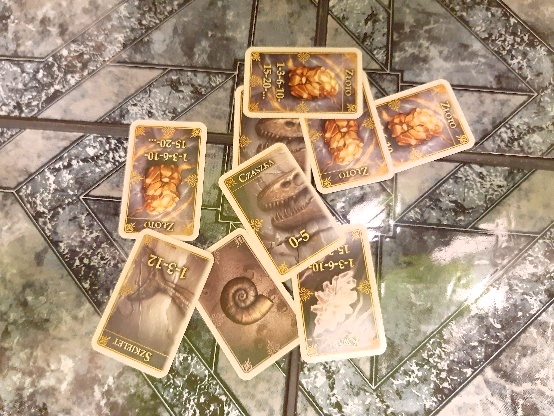 ZŁOTO
1-3-6-10-
15-20-...
ZŁOTO
ZŁOTO
1-3-6-10-
15-20-...
ZŁOTO
CZASZKA
0-5
1-3-12
SZKIELET
1-3-6-10-